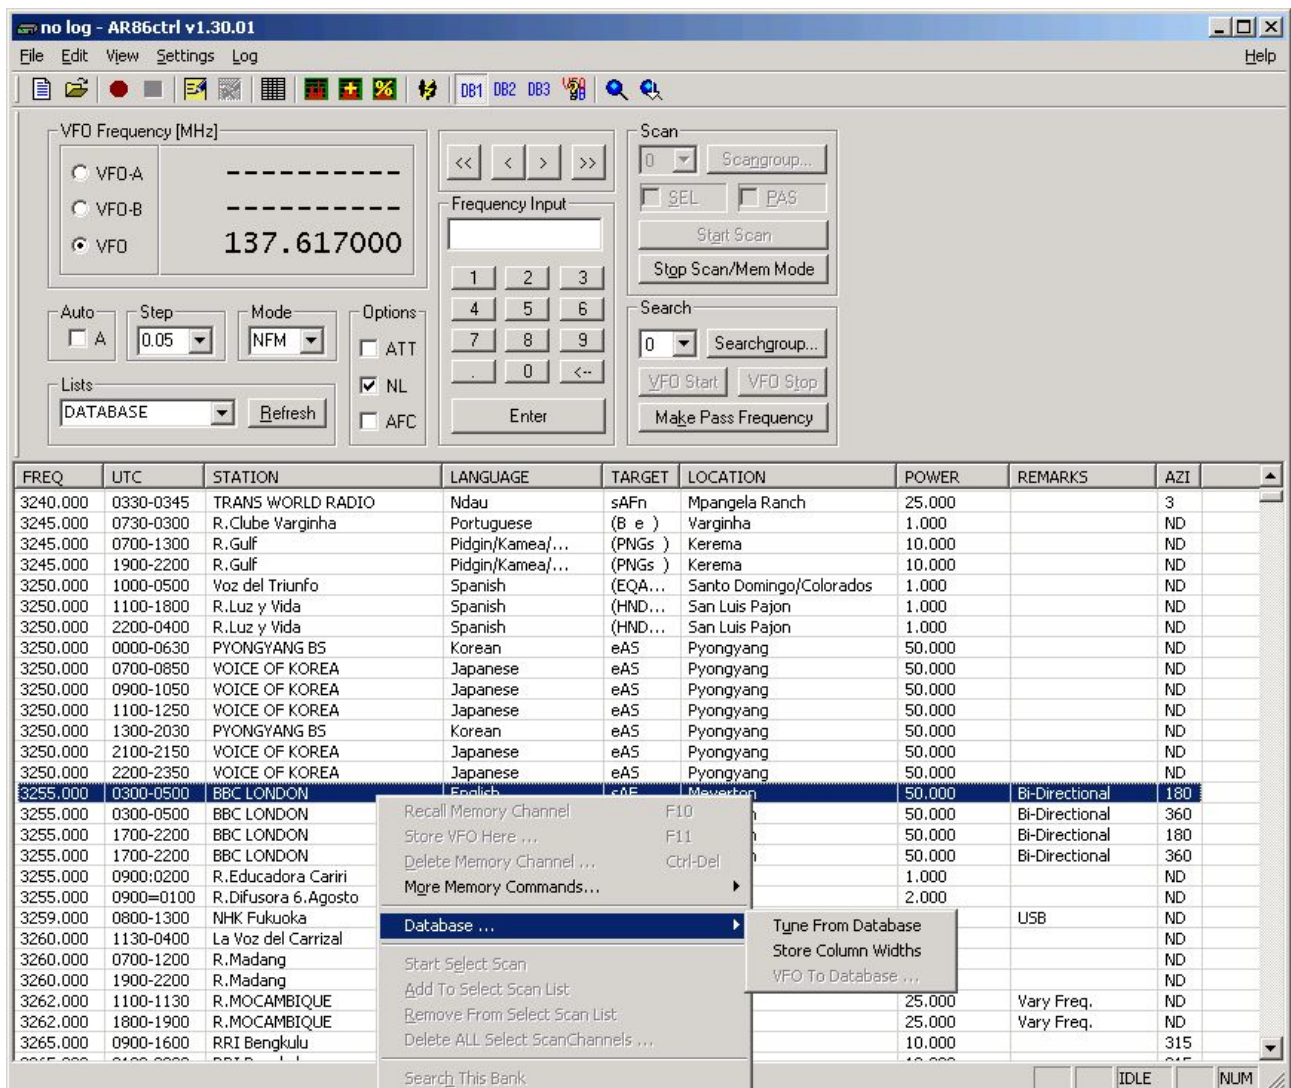 no log - AR86ctrl v1.30.01
File Edit View Settings Log Help
DB1 DB2 DB3
VFO Frequency [MHz]
VFO-A ----------
VFO-B ----------
VFO 137.617000
Auto Step Mode Options
A 0.05 NFM ATT
NL
AFC
Lists
DATABASE Refresh
<< < > >>
Frequency Input
1 2 3
4 5 6
7 8 9
. 0 <--
Enter
Scan
0 Scangroup...
SEL PAS
Start Scan
Stop Scan/Mem Mode
Search
0 Searchgroup...
VFO Start VFO Stop
Make Pass Frequency
FREQ UTC STATION LANGUAGE TARGET LOCATION POWER REMARKS AZI
3240.000 0330-0345 TRANS WORLD RADIO Ndau sAFn Mpangela Ranch 25.000 3
3245.000 0730-0300 R.Clube Varginha Portuguese (B e ) Varginha 1.000 ND
3245.000 0700-1300 R.Gulf Pidgin/Kamea/... (PNGs ) Kerema 10.000 ND
3245.000 1900-2200 R.Gulf Pidgin/Kamea/... (PNGs ) Kerema 10.000 ND
3250.000 1000-0500 Voz del Triunfo Spanish (EQA... Santo Domingo/Colorados 1.000 ND
3250.000 1100-1800 R.Luz y Vida Spanish (HND... San Luis Pajon 1.000 ND
3250.000 2200-0400 R.Luz y Vida Spanish (HND... San Luis Pajon 1.000 ND
3250.000 0000-0630 PYONGYANG BS Korean eAS Pyongyang 50.000 ND
3250.000 0700-0850 VOICE OF KOREA Japanese eAS Pyongyang 50.000 ND
3250.000 0900-1050 VOICE OF KOREA Japanese eAS Pyongyang 50.000 ND
3250.000 1100-1250 VOICE OF KOREA Japanese eAS Pyongyang 50.000 ND
3250.000 1300-2030 PYONGYANG BS Korean eAS Pyongyang 50.000 ND
3250.000 2100-2150 VOICE OF KOREA Japanese eAS Pyongyang 50.000 ND
3250.000 2200-2350 VOICE OF KOREA Japanese eAS Pyongyang 50.000 ND
3255.000 0300-0500 BBC LONDON English sAF Meyerton 50.000 Bi-Directional 180
3255.000 0300-0500 BBC LONDON 50.000 Bi-Directional 360
3255.000 1700-2200 BBC LONDON 50.000 Bi-Directional 180
3255.000 1700-2200 BBC LONDON 50.000 Bi-Directional 360
3255.000 0900:0200 R.Educadora Cariri 1.000 ND
3255.000 0900=0100 R.Difusora 6.Agosto 2.000 ND
3259.000 0800-1300 NHK Fukuoka USB ND
3260.000 1130-0400 La Voz del Carrizal ND
3260.000 0700-1200 R.Madang ND
3260.000 1900-2200 R.Madang ND
3262.000 1100-1130 R.MOCAMBIQUE 25.000 Vary Freq. ND
3262.000 1800-1900 R.MOCAMBIQUE 25.000 Vary Freq. ND
3265.000 0900-1600 RRI Bengkulu 10.000 315
Recall Memory Channel F10
Store VFO Here ... F11
Delete Memory Channel ... Ctrl-Del
More Memory Commands...
Database ...
Start Select Scan
Add To Select Scan List
Remove From Select Scan List
Delete ALL Select ScanChannels ...
Search This Bank
Tune From Database
Store Column Widths
VFO To Database ...
IDLE NUM